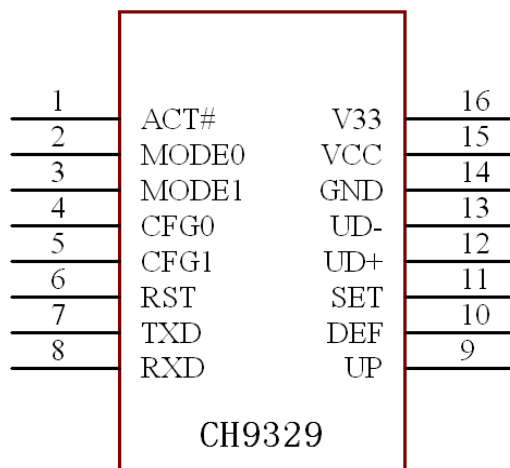 1 ACT# V33 16
2 MODE0 VCC 15
3 MODE1 GND 14
4 CFG0 UD- 13
5 CFG1 UD+ 12
6 RST SET 11
7 TXD DEF 10
8 RXD UP 9
CH9329